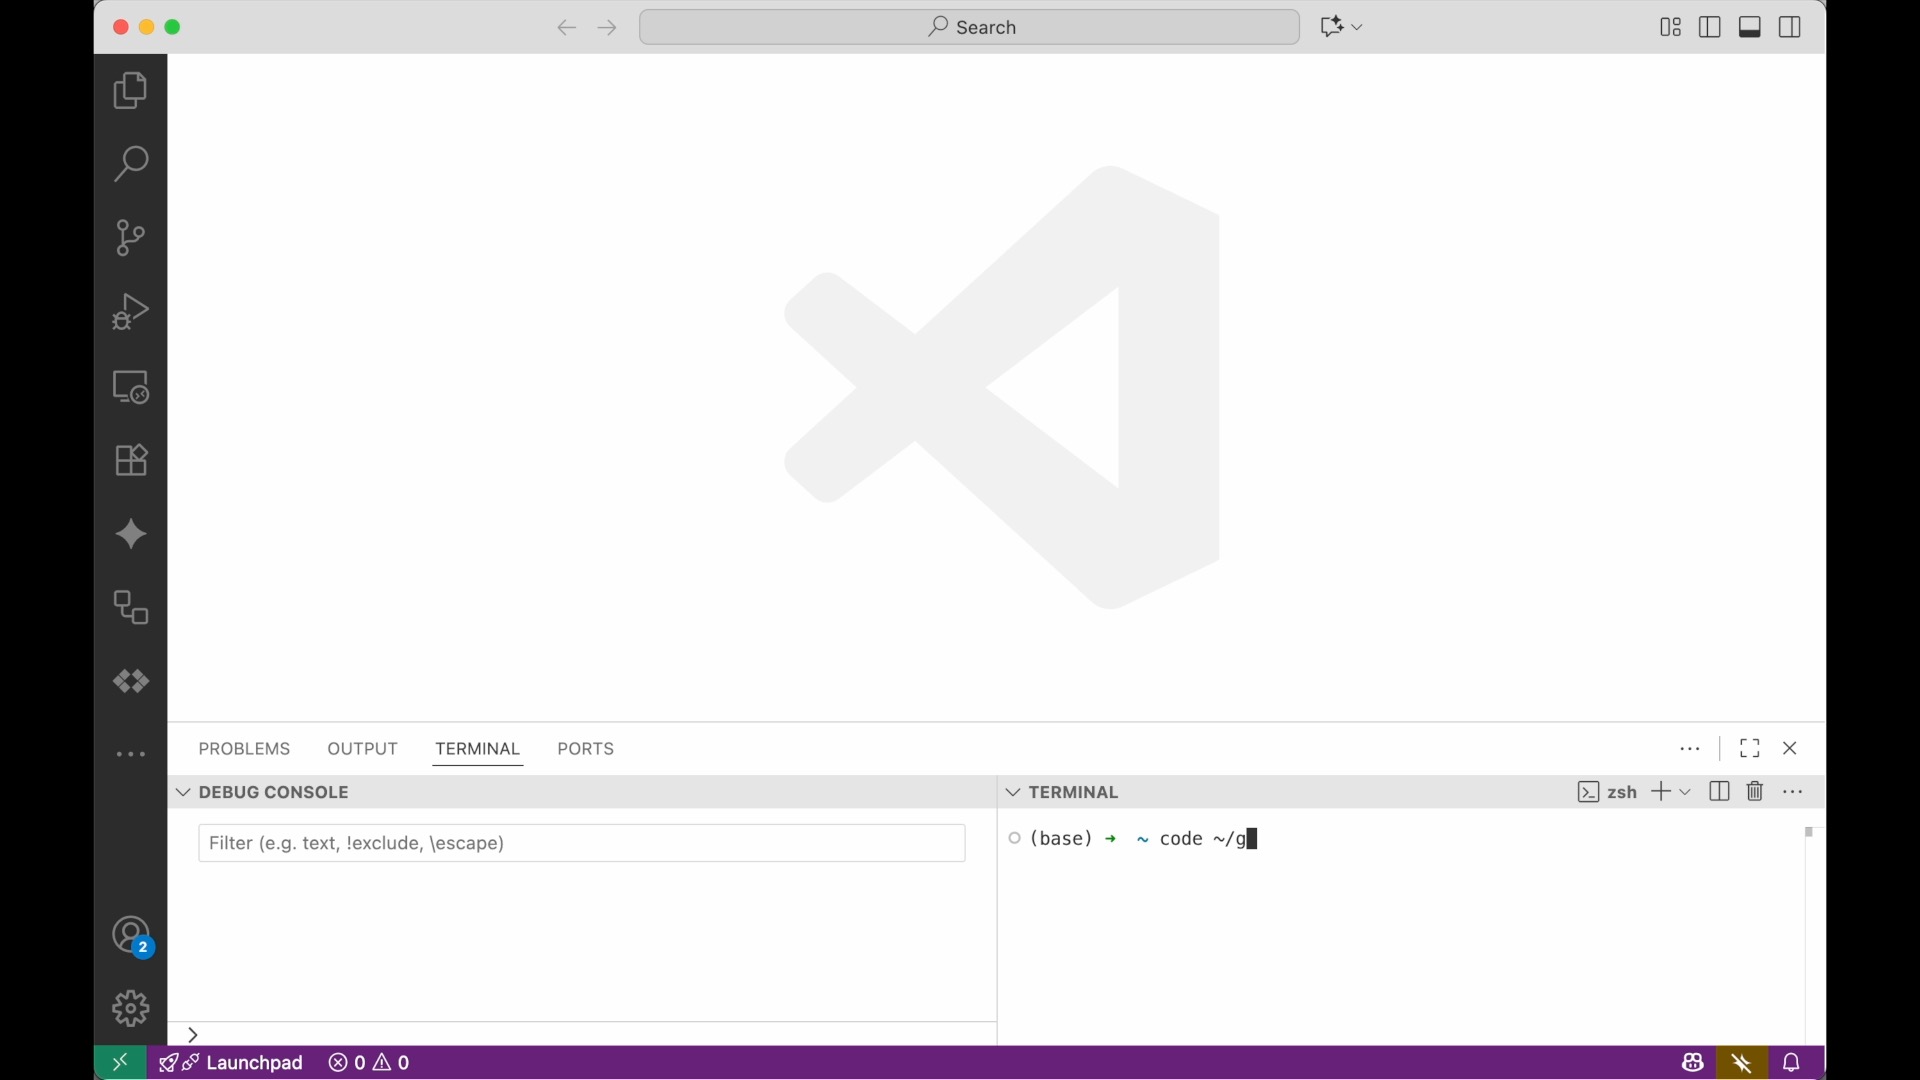 Search
PROBLEMS OUTPUT TERMINAL PORTS
DEBUG CONSOLE
Filter (e.g. text, !exclude, \escape)
TERMINAL
zsh
(base) ➜ ~ code ~/g
2
Launchpad 0 0